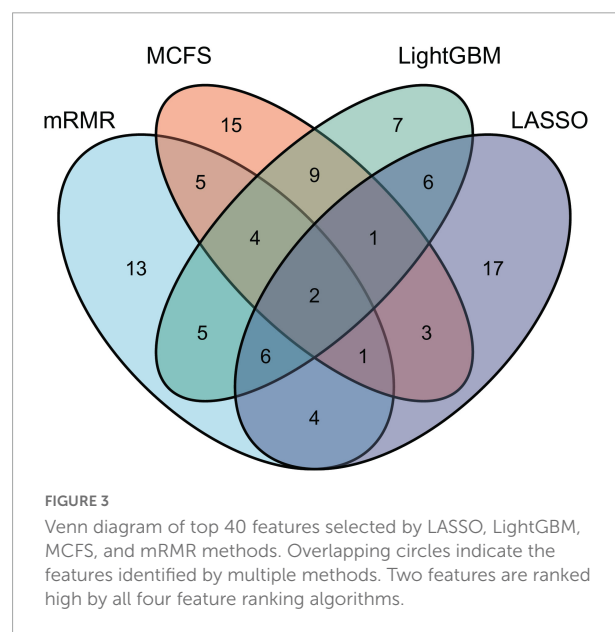 MCFS
LightGBM
mRMR
LASSO
15
7
5
9
6
4
1
13
2
17
5
3
6
1
4
FIGURE 3
Venn diagram of top 40 features selected by LASSO, LightGBM,
MCFS, and mRMR methods. Overlapping circles indicate the
features identified by multiple methods. Two features are ranked
high by all four feature ranking algorithms.